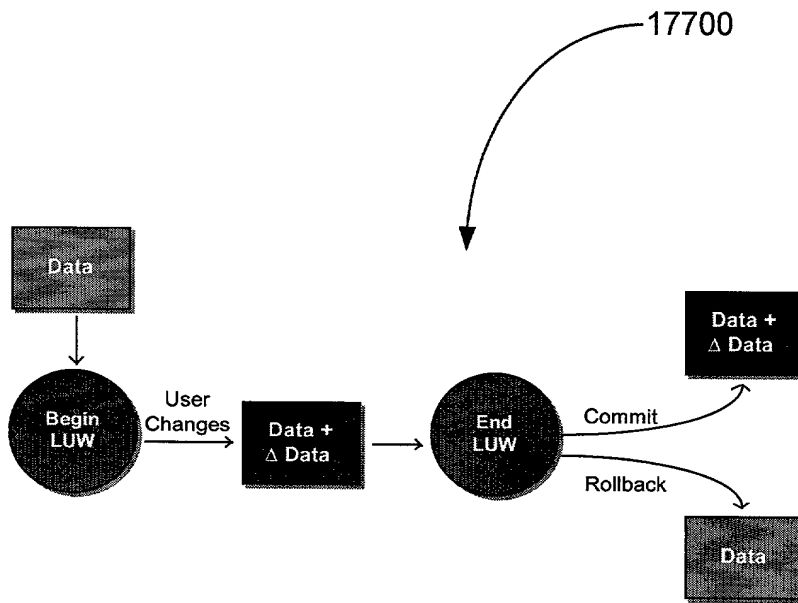 17700
Data
Begin
LUW
User
Changes
Data +
Δ Data
End
LUW
Commit
Rollback
Data +
Δ Data
Data